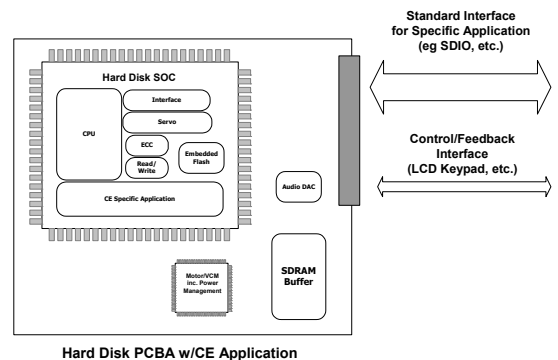 Standard Interface
for Specific Application
(eg SDIO, etc.)
Hard Disk SOC
Interface
CPU
Servo
ECC
Embedded
Flash
Read/
Write
Control/Feedback
Interface
(LCD Keypad, etc.)
CE Specific Application
Audio DAC
Motor/VCM
inc. Power
Management
SDRAM
Buffer
Hard Disk PCBA w/CE Application